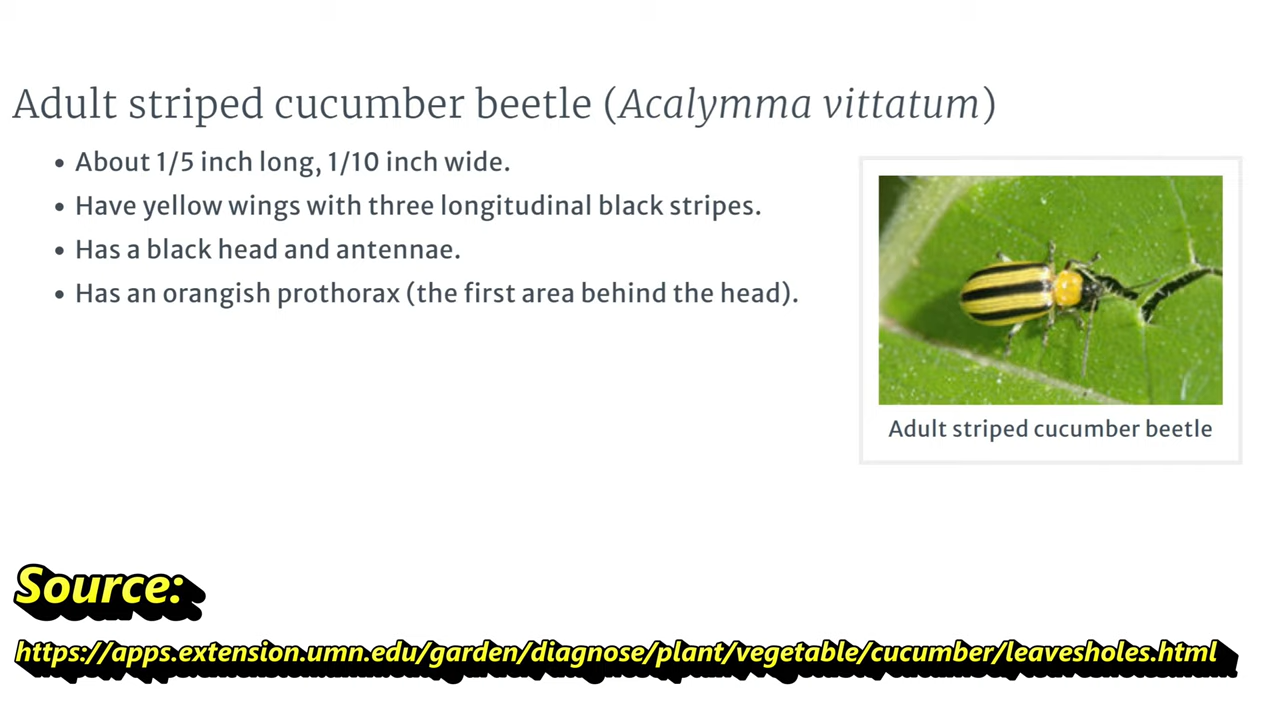 Adult striped cucumber beetle (Acalymma vittatum)
• About 1/5 inch long, 1/10 inch wide.
• Have yellow wings with three longitudinal black stripes.
• Has a black head and antennae.
• Has an orangish prothorax (the first area behind the head).
Adult striped cucumber beetle
Source:
https://apps.extension.umn.edu/garden/diagnose/plant/vegetable/cucumber/leavesholes.html